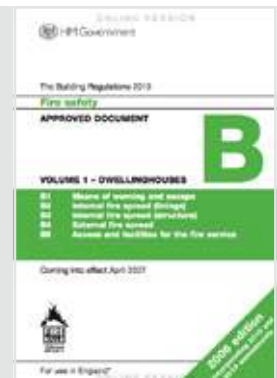 ONLINE VERSION
HM Government
The Building Regulations 2010
Fire safety
APPROVED DOCUMENT
B
VOLUME 1 – DWELLINGHOUSES
B1 Means of warning and escape
B2 Internal fire spread (linings)
B3 Internal fire spread (structure)
B4 External fire spread
B5 Access and facilities for the fire service
Coming into effect April 2007
2006 edition
For use in England*
ONLINE VERSION